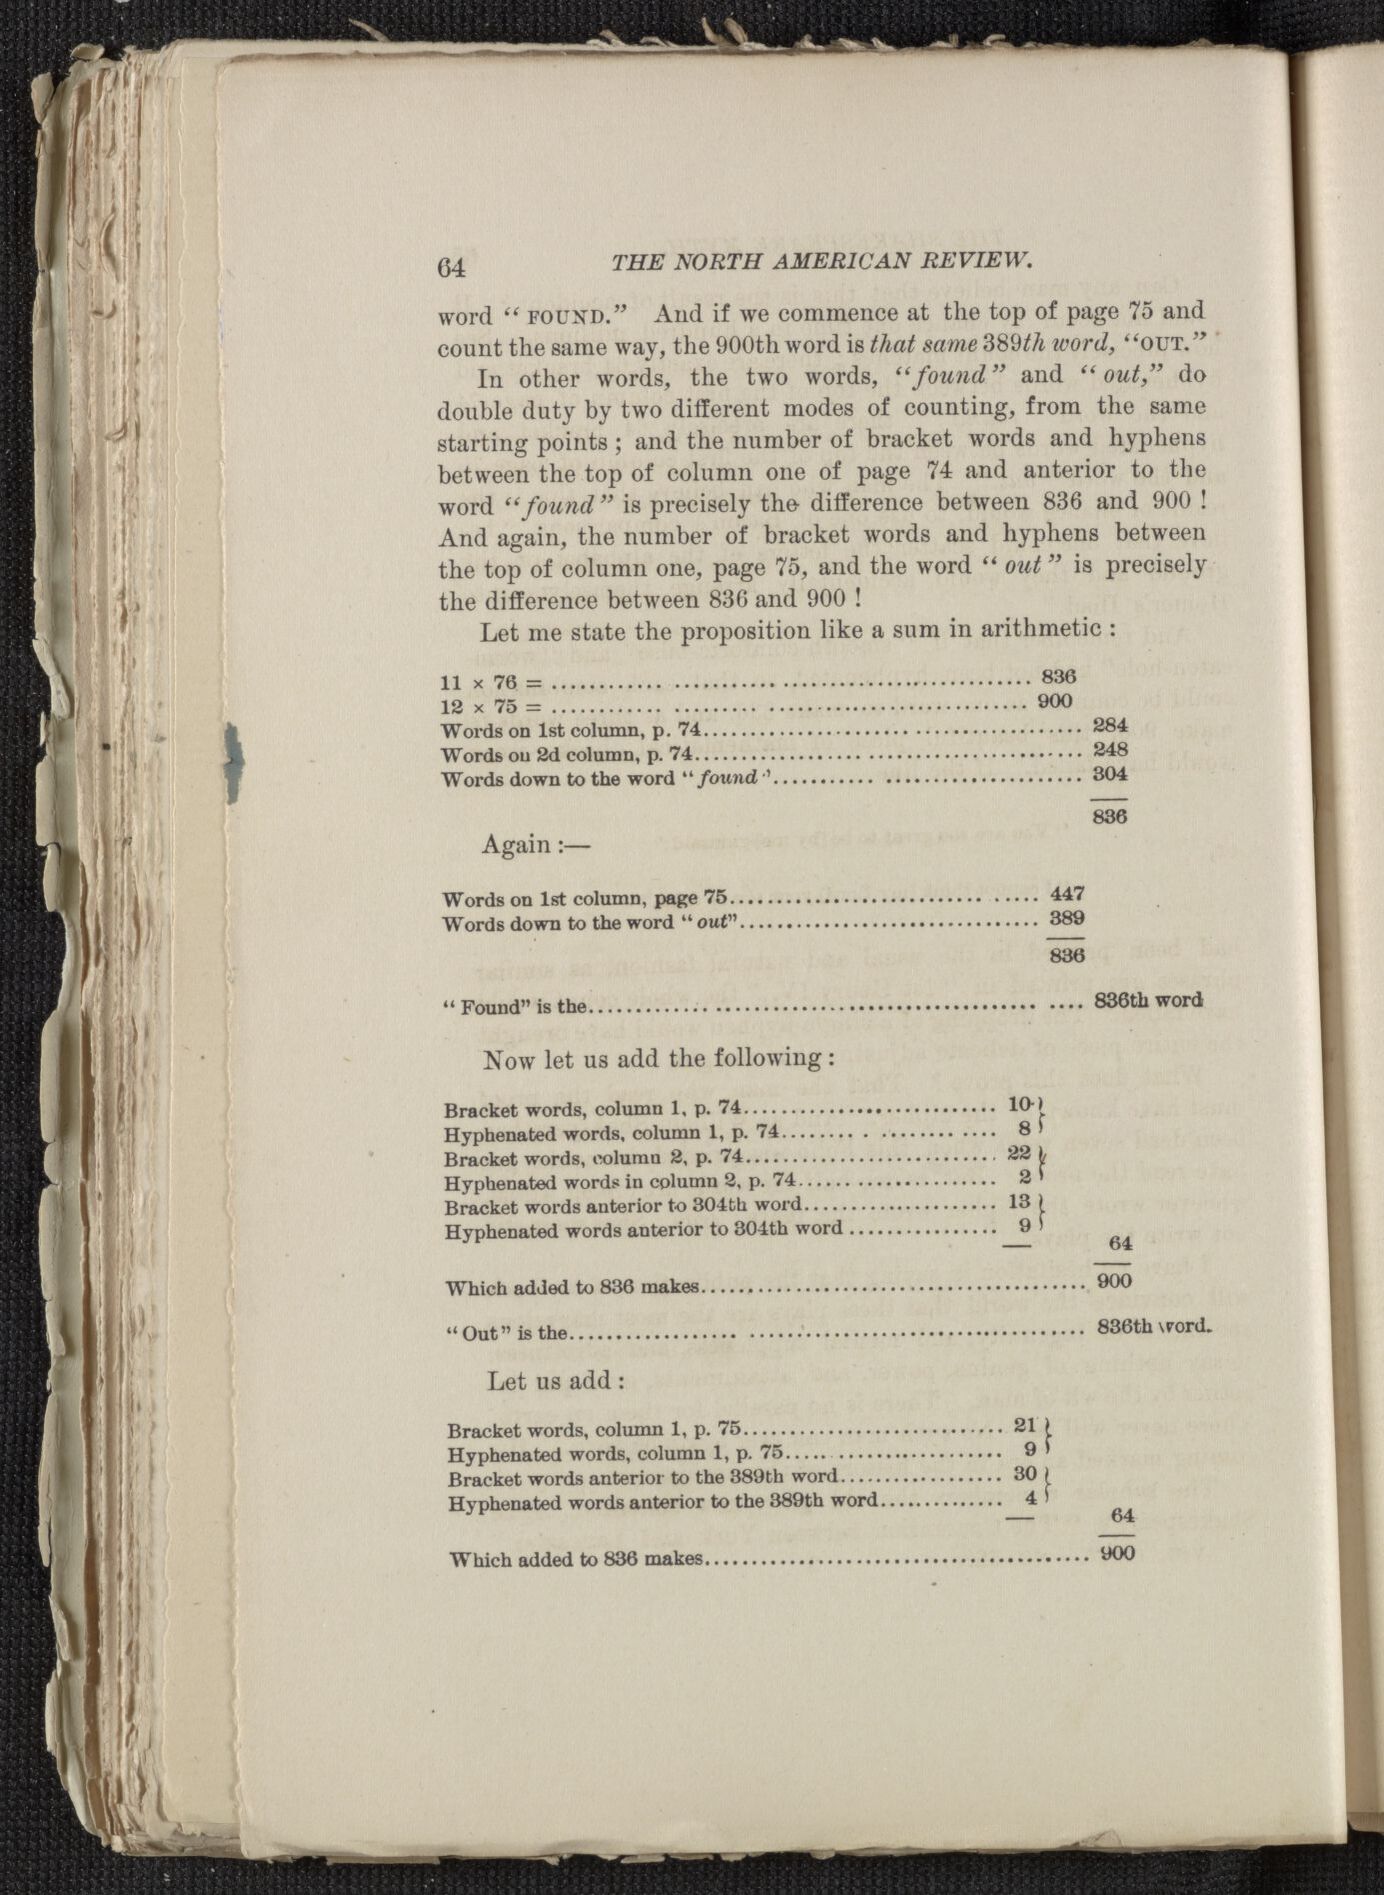 64 THE NORTH AMERICAN REVIEW.
word “FOUND.” And if we commence at the top of page 75 and
count the same way, the 900th word is that same 389th word, “OUT.”
In other words, the two words, “found” and “out,” do
double duty by two different modes of counting, from the same
starting points; and the number of bracket words and hyphens
between the top of column one of page 74 and anterior to the
word “found” is precisely the difference between 836 and 900!
And again, the number of bracket words and hyphens between
the top of column one, page 75, and the word “out” is precisely
the difference between 836 and 900!
Let me state the proposition like a sum in arithmetic:
11 × 76 = ........................................ 836
12 × 75 = ........................................ 900
Words on 1st column, p. 74........................................ 284
Words on 2d column, p. 74........................................ 248
Words down to the word “found”........................................ 304
836
Again:—
Words on 1st column, page 75........................................ 447
Words down to the word “out”........................................ 389
836
“Found” is the........................................ 836th word
Now let us add the following:
Bracket words, column 1, p. 74.............................. 10}
Hyphenated words, column 1, p. 74.............................. 8}
Bracket words, column 2, p. 74.............................. 22}
Hyphenated words in column 2, p. 74.............................. 2}
Bracket words anterior to 304th word.............................. 13}
Hyphenated words anterior to 304th word.............................. 9}
64
Which added to 836 makes........................................ 900
“Out” is the........................................ 836th word.
Let us add:
Bracket words, column 1, p. 75.............................. 21}
Hyphenated words, column 1, p. 75.............................. 9}
Bracket words anterior to the 389th word.............................. 30}
Hyphenated words anterior to the 389th word.............................. 4}
64
Which added to 836 makes........................................ 900